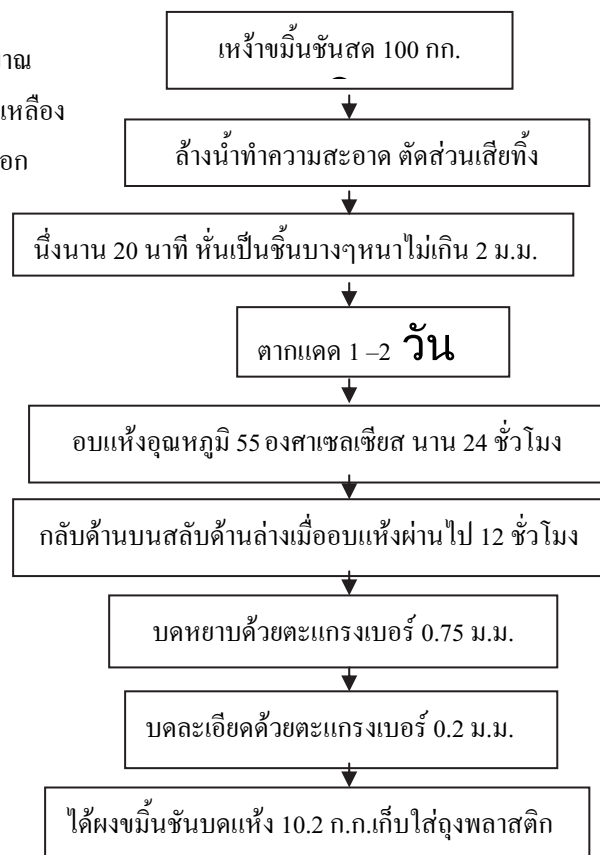 เหง้าขมิ้นชันสด 100 กก.
าณ
เหลือง
อก
ล้างน้ำทำความสะอาด ตัดส่วนเสียทิ้ง
นึ่งนาน 20 นาที หั่นเป็นชิ้นบางๆหนาไม่เกิน 2 ม.ม.
ตากแดด 1 –2 วัน
อบแห้งอุณหภูมิ 55 องศาเซลเซียส นาน 24 ชั่วโมง
กลับด้านบนสลับด้านล่างเมื่ออบแห้งผ่านไป 12 ชั่วโมง
บดหยาบด้วยตะแกรงเบอร์ 0.75 ม.ม.
บดละเอียดด้วยตะแกรงเบอร์ 0.2 ม.ม.
ได้ผงขมิ้นชันบดแห้ง 10.2 ก.ก.เก็บใส่ถุงพลาสติก